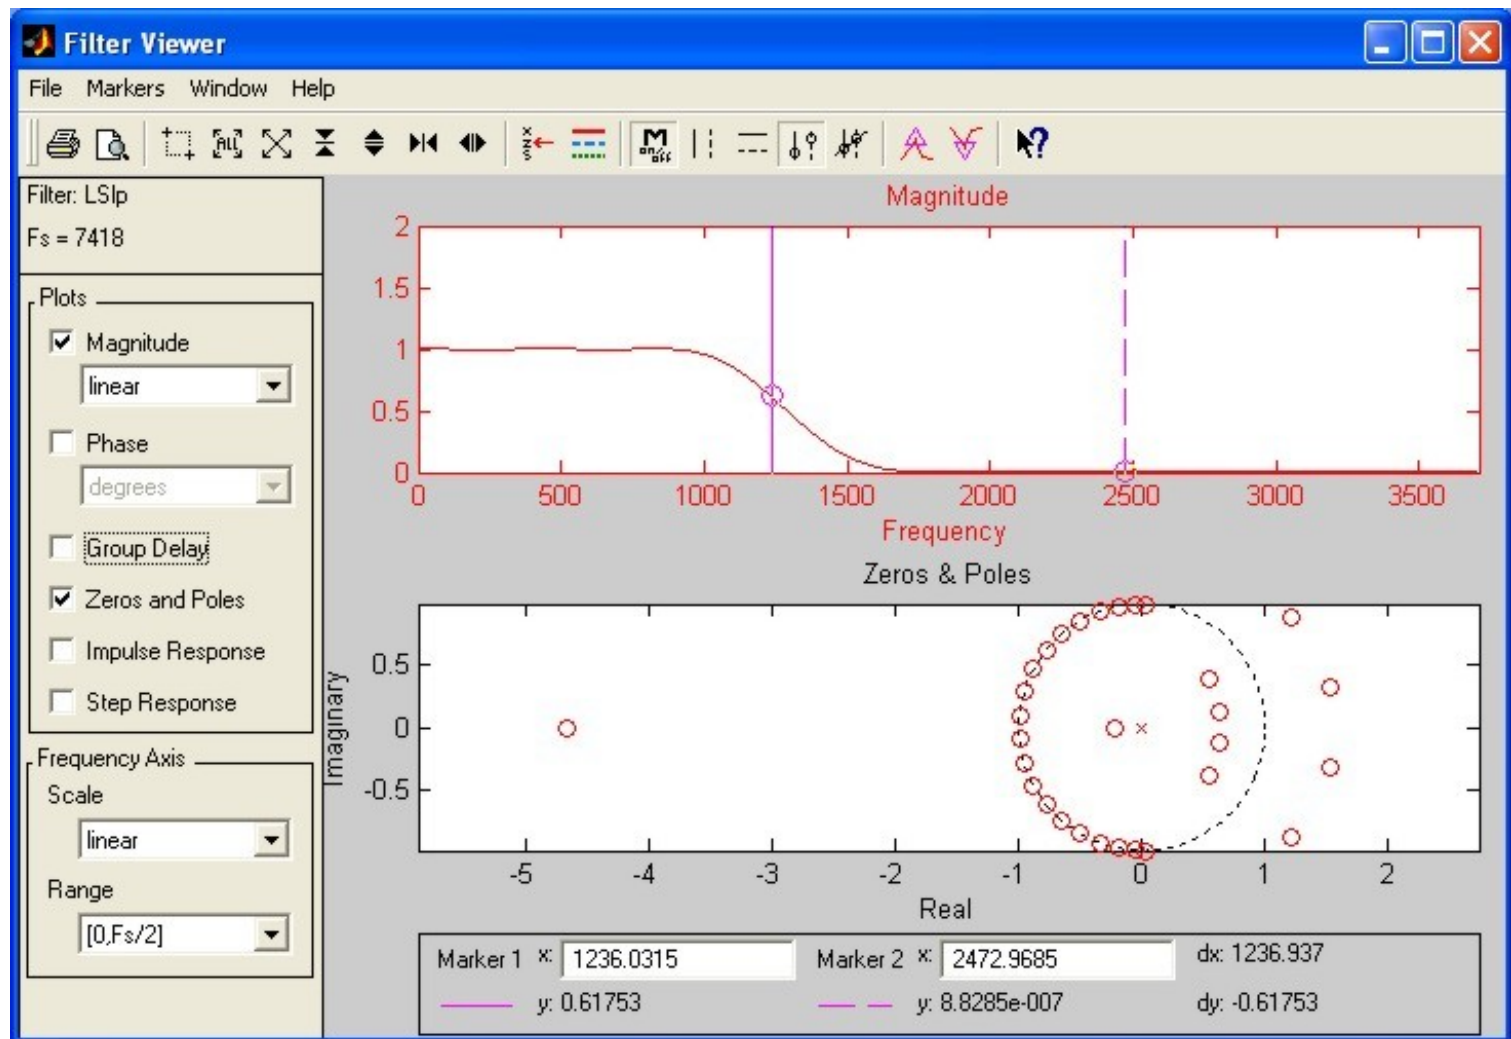 Filter Viewer
File Markers Window Help
Filter: LSlp
Fs = 7418
Plots
Magnitude
linear
Phase
degrees
Group Delay
Zeros and Poles
Impulse Response
Step Response
Frequency Axis
Scale
linear
Range
[0,Fs/2]
Magnitude
2
1.5
1
0.5
0
0 500 1000 1500 2000 2500 3000 3500
Frequency
Zeros & Poles
Imaginary
0.5
0
-0.5
-5 -4 -3 -2 -1 0 1 2
Real
Marker 1 x: 1236.0315 Marker 2 x: 2472.9685 dx: 1236.937
y: 0.61753 y: 8.8285e-007 dy: -0.61753